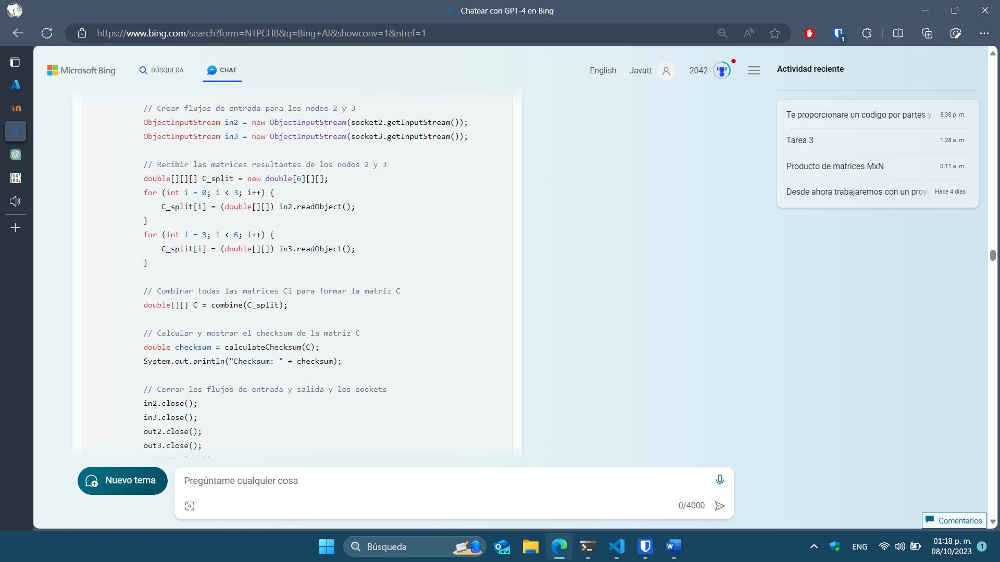 Chatear con GPT-4 en Bing
https://www.bing.com/search?form=NTPCHB&q=Bing+AI&showconv=1&ntref=1
1
Microsoft Bing
BÚSQUEDA
CHAT
English
Javatt
2042
Actividad reciente
// Crear flujos de entrada para los nodos 2 y 3
ObjectInputStream in2 = new ObjectInputStream(socket2.getInputStream());
ObjectInputStream in3 = new ObjectInputStream(socket3.getInputStream());
// Recibir las matrices resultantes de los nodos 2 y 3
double[][][] C_split = new double[6][][];
for (int i = 0; i < 3; i++) {
C_split[i] = (double[][]) in2.readObject();
}
for (int i = 3; i < 6; i++) {
C_split[i] = (double[][]) in3.readObject();
}
// Combinar todas las matrices Ci para formar la matriz C
double[][] C = combine(C_split);
// Calcular y mostrar el checksum de la matriz C
double checksum = calculateChecksum(C);
System.out.println("Checksum: " + checksum);
// Cerrar los flujos de entrada y salida y los sockets
in2.close();
in3.close();
out2.close();
out3.close();
Te proporcionare un codigo por partes y 5:38 p. m.
Tarea 3 1:28 a. m.
Producto de matrices MxN 0:11 a. m.
Desde ahora trabajaremos con un proye Hace 4 días
Nuevo tema
Pregúntame cualquier cosa
0/4000
Comentarios
Búsqueda
NEW
ENG
01:18 p. m.
08/10/2023
1